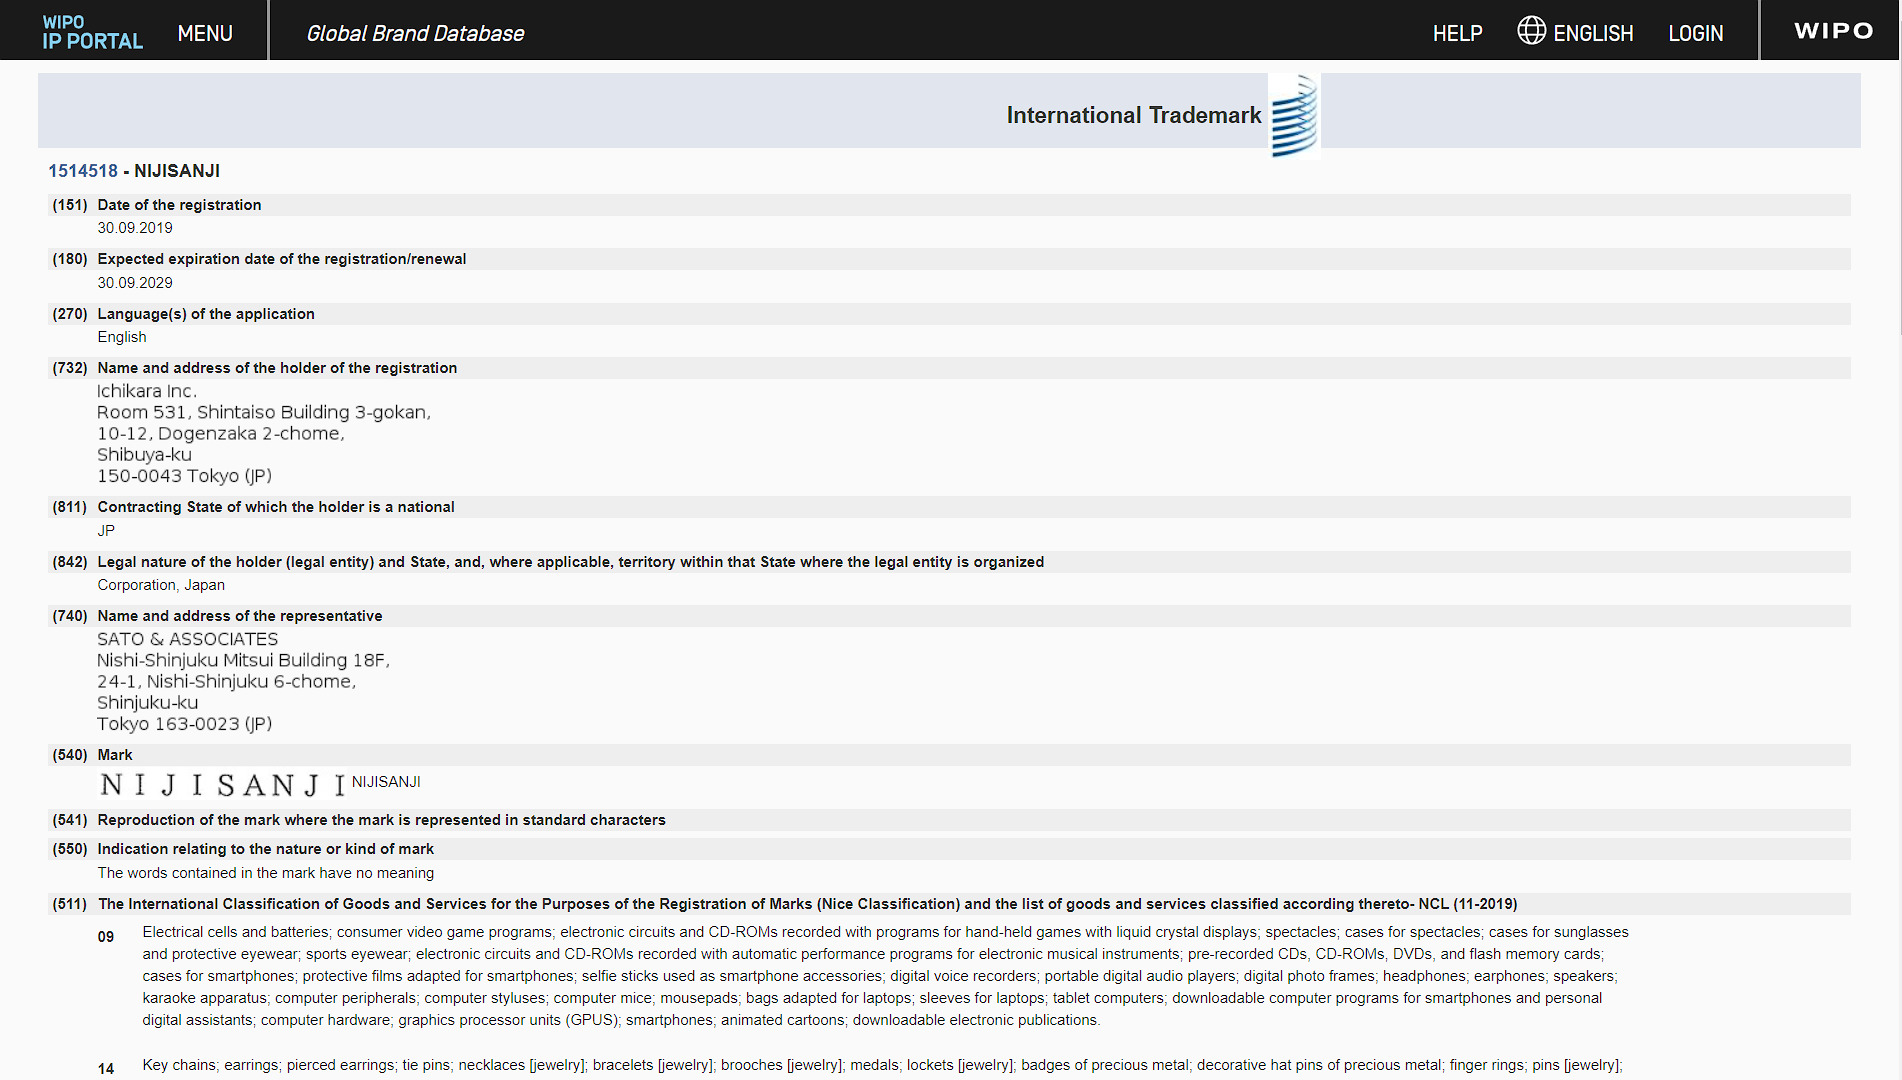 WIPO
IP PORTAL
MENU
Global Brand Database
HELP
ENGLISH
LOGIN
WIPO
International Trademark
1514518 - NIJISANJI
(151) Date of the registration
30.09.2019
(180) Expected expiration date of the registration/renewal
30.09.2029
(270) Language(s) of the application
English
(732) Name and address of the holder of the registration
Ichikara Inc.
Room 531, Shintaiso Building 3-gokan,
10-12, Dogenzaka 2-chome,
Shibuya-ku
150-0043 Tokyo (JP)
(811) Contracting State of which the holder is a national
JP
(842) Legal nature of the holder (legal entity) and State, and, where applicable, territory within that State where the legal entity is organized
Corporation, Japan
(740) Name and address of the representative
SATO & ASSOCIATES
Nishi-Shinjuku Mitsui Building 18F,
24-1, Nishi-Shinjuku 6-chome,
Shinjuku-ku
Tokyo 163-0023 (JP)
(540) Mark
NIJISANJI NIJISANJI
(541) Reproduction of the mark where the mark is represented in standard characters
(550) Indication relating to the nature or kind of mark
The words contained in the mark have no meaning
(511) The International Classification of Goods and Services for the Purposes of the Registration of Marks (Nice Classification) and the list of goods and services classified according thereto- NCL (11-2019)
09 Electrical cells and batteries; consumer video game programs; electronic circuits and CD-ROMs recorded with programs for hand-held games with liquid crystal displays; spectacles; cases for spectacles; cases for sunglasses
and protective eyewear; sports eyewear; electronic circuits and CD-ROMs recorded with automatic performance programs for electronic musical instruments; pre-recorded CDs, CD-ROMs, DVDs, and flash memory cards;
cases for smartphones; protective films adapted for smartphones; selfie sticks used as smartphone accessories; digital voice recorders; portable digital audio players; digital photo frames; headphones; earphones; speakers;
karaoke apparatus; computer peripherals; computer styluses; computer mice; mousepads; bags adapted for laptops; sleeves for laptops; tablet computers; downloadable computer programs for smartphones and personal
digital assistants; computer hardware; graphics processor units (GPUS); smartphones; animated cartoons; downloadable electronic publications.
14 Key chains; earrings; pierced earrings; tie pins; necklaces [jewelry]; bracelets [jewelry]; brooches [jewelry]; medals; lockets [jewelry]; badges of precious metal; decorative hat pins of precious metal; finger rings; pins [jewelry];